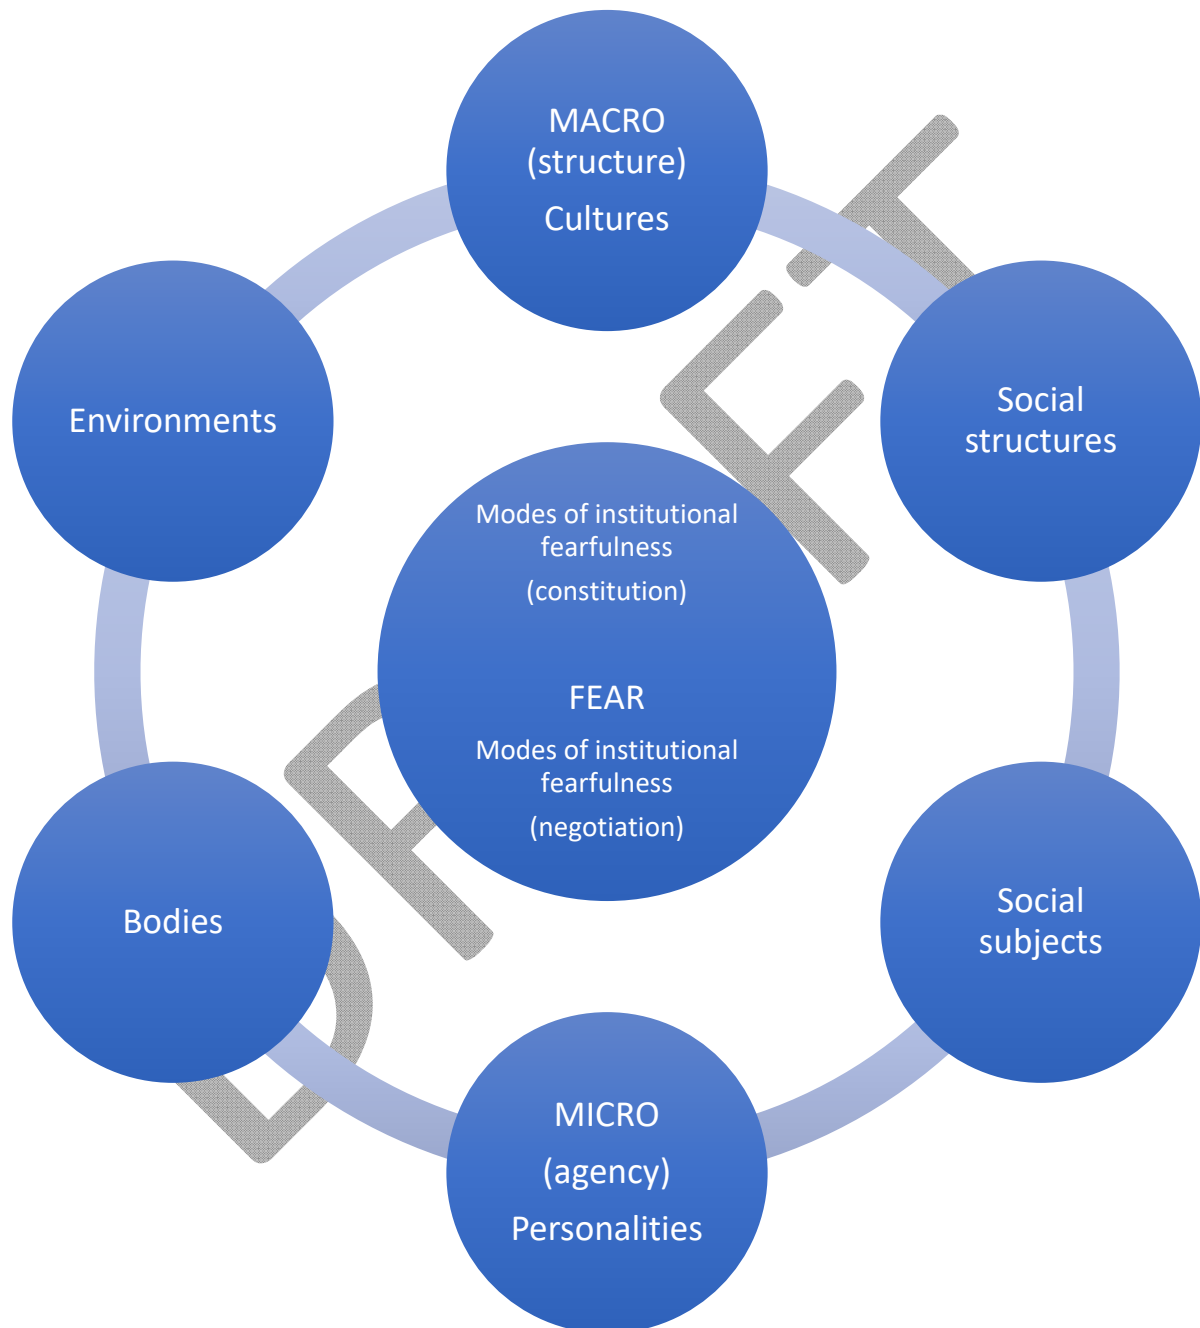 MACRO
(structure)
Cultures
Environments
Social
structures
Modes of institutional
fearfulness
(constitution)
FEAR
Modes of institutional
fearfulness
(negotiation)
Bodies
Social
subjects
MICRO
(agency)
Personalities